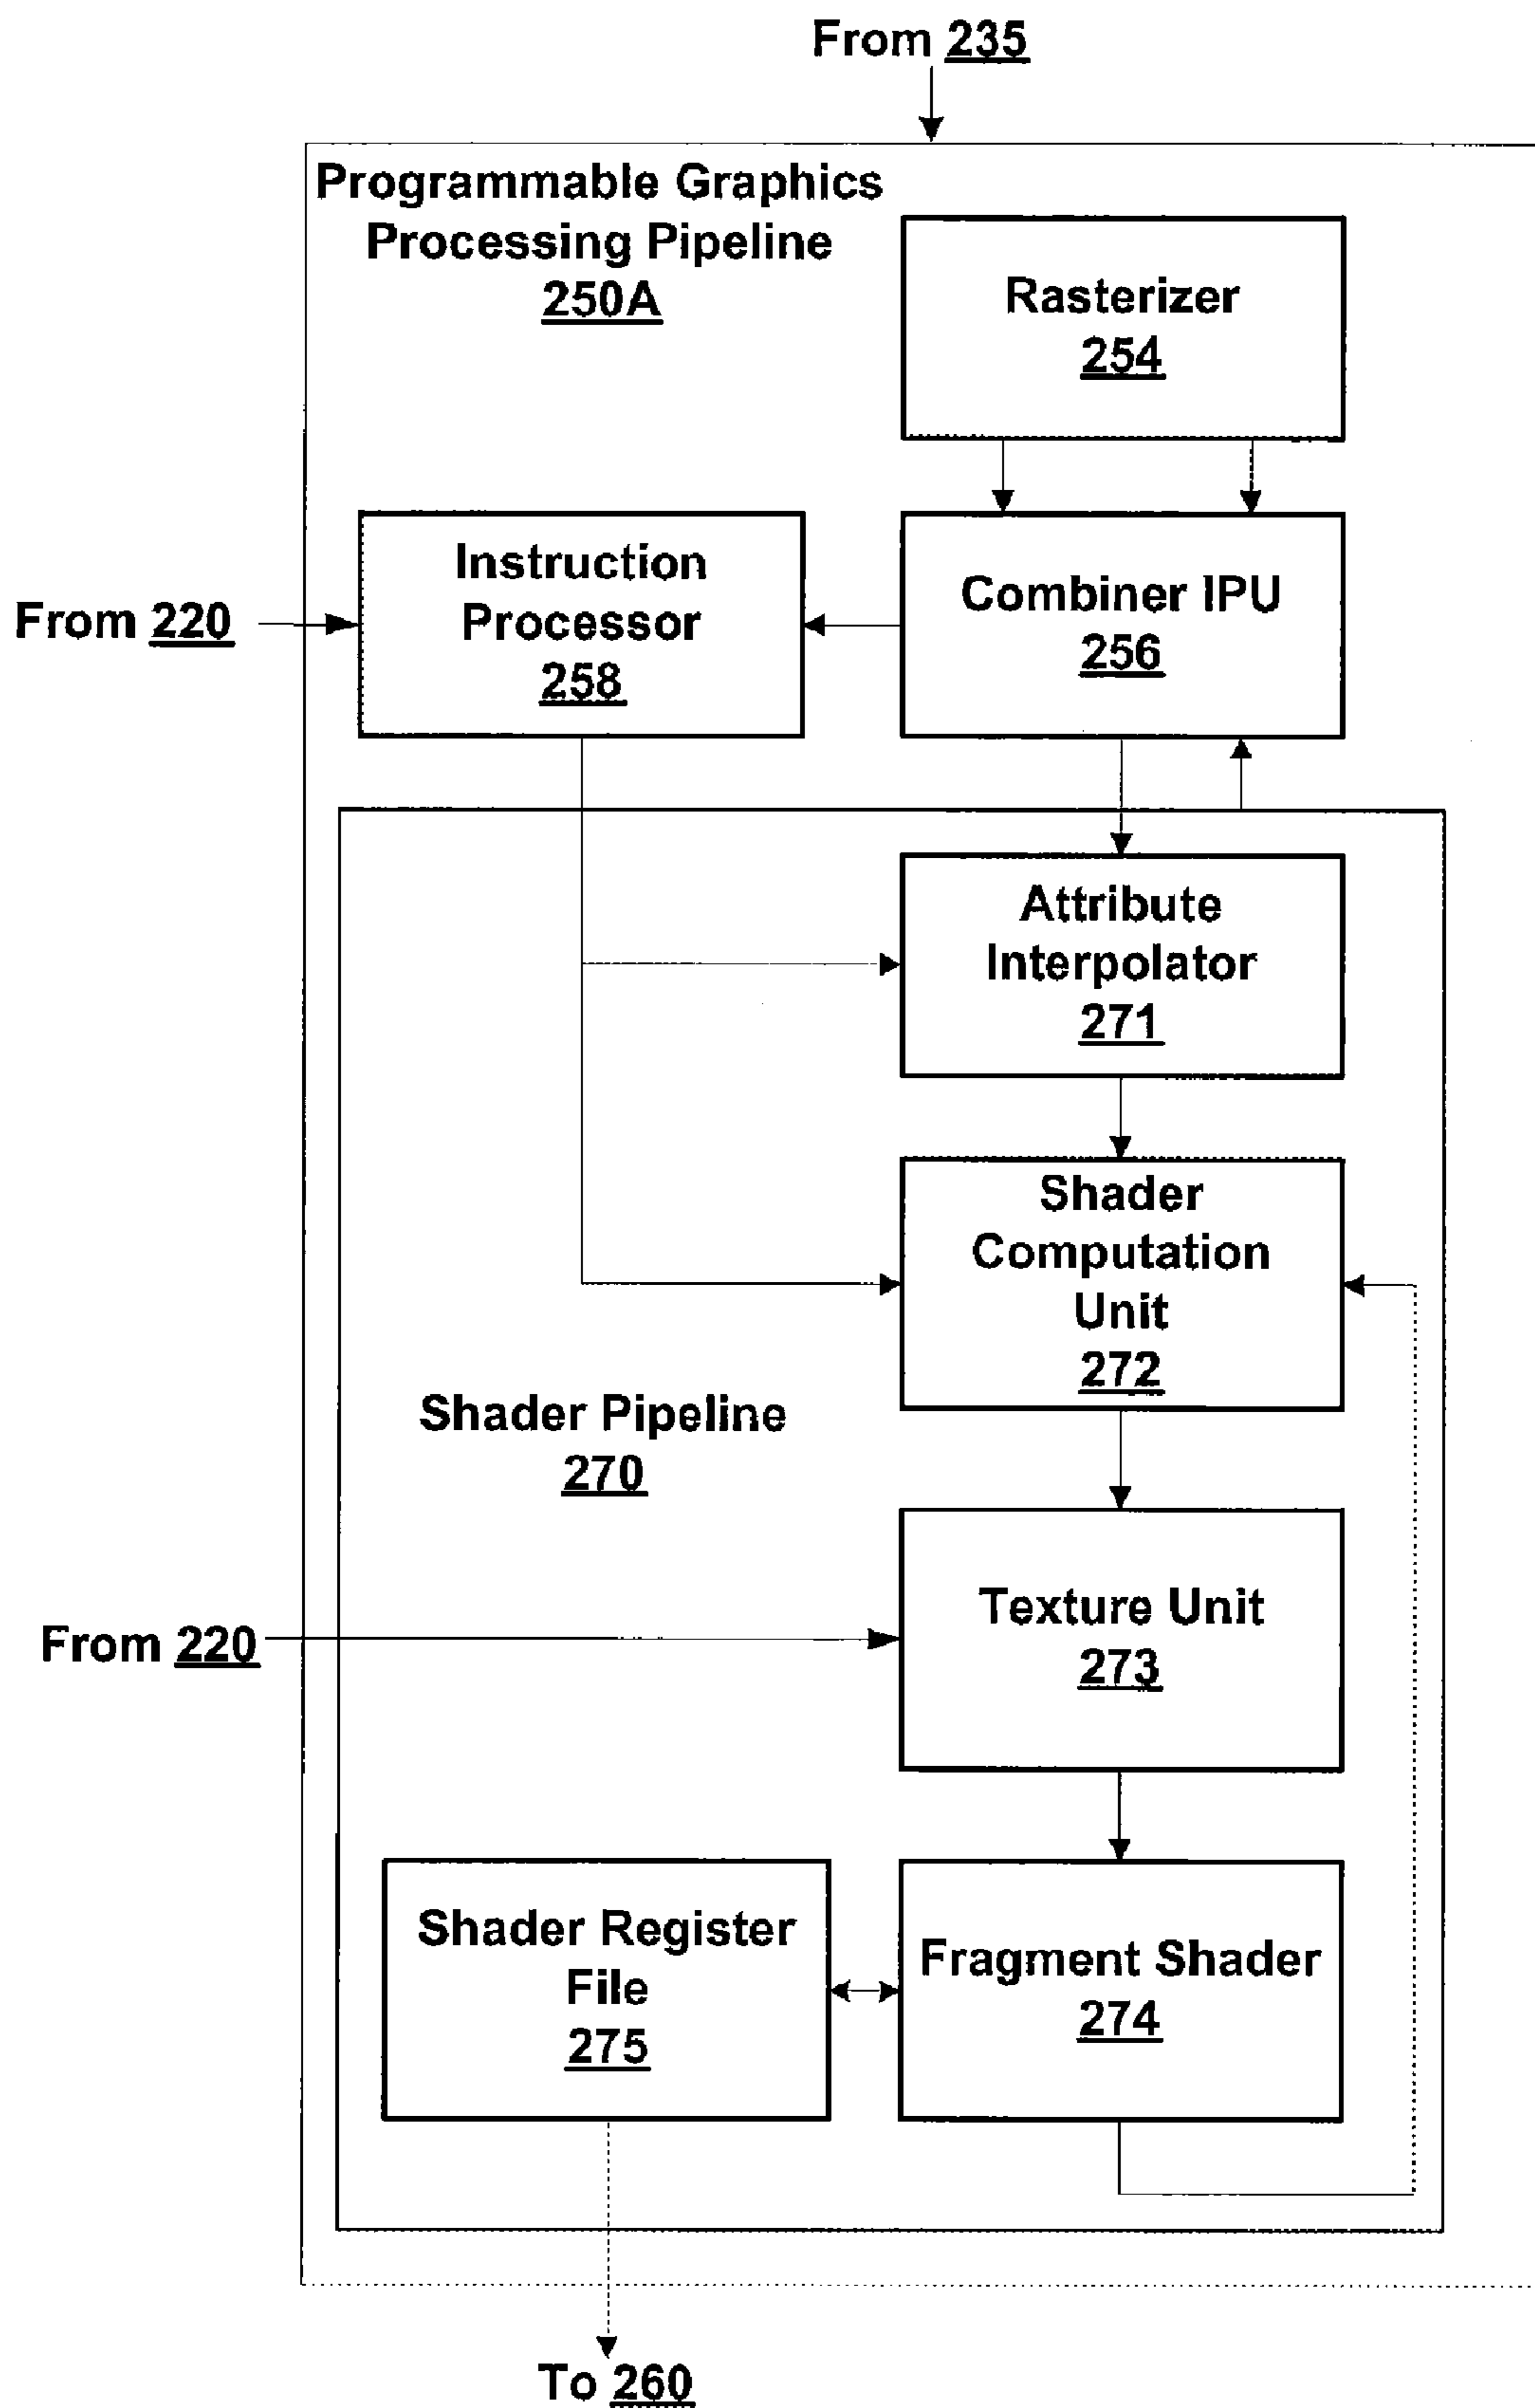 From 235
Programmable Graphics
Processing Pipeline
250A
Rasterizer
254
Instruction
Processor
258
Combiner IPU
256
From 220
Attribute
Interpolator
271
Shader
Computation
Unit
272
Shader Pipeline
270
Texture Unit
273
From 220
Shader Register
File
275
Fragment Shader
274
To 260